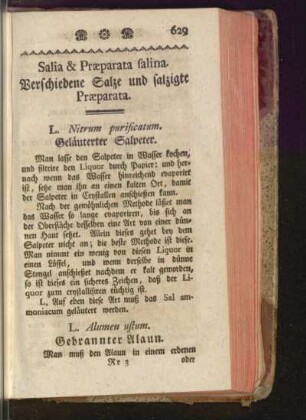 629
Salia & Præparata salina.
Verschiedene Salze und salzigte
Præparata.
L. Nitrum purificatum.
Geläuterter Salpeter.
Man lasse den Salpeter in Wasser kochen,
und filtrire den Liquor durch Papier; und her-
nach wenn das Wasser hinreichend evaporirt
ist, setze man ihn an einen kalten Ort, damit
der Salpeter in Crystallen anschießen kann.
Nach der gewöhnlichen Methode lässet man
das Wasser so lange evaporiren, bis sich an
der Oberfläche desselben eine Art von einer dün-
nen Haut setzet. Allein dieses gehet bey dem
Salpeter nicht an; die beste Methode ist diese.
Man nimmt ein wenig von diesem Liquor in
einen Löffel, und wenn derselbe in dünne
Stengel anschießet nachdem er kalt geworden,
so ist dieses ein sicheres Zeichen, daß der Li-
quor zum crystallisiren tüchtig ist.
L. Auf eben diese Art muß das Sal am-
moniacum geläutert werden.
L. Alumen ustum.
Gebrannter Alaun.
Man muß den Alaun in einem erdenen
Rr 3 oder